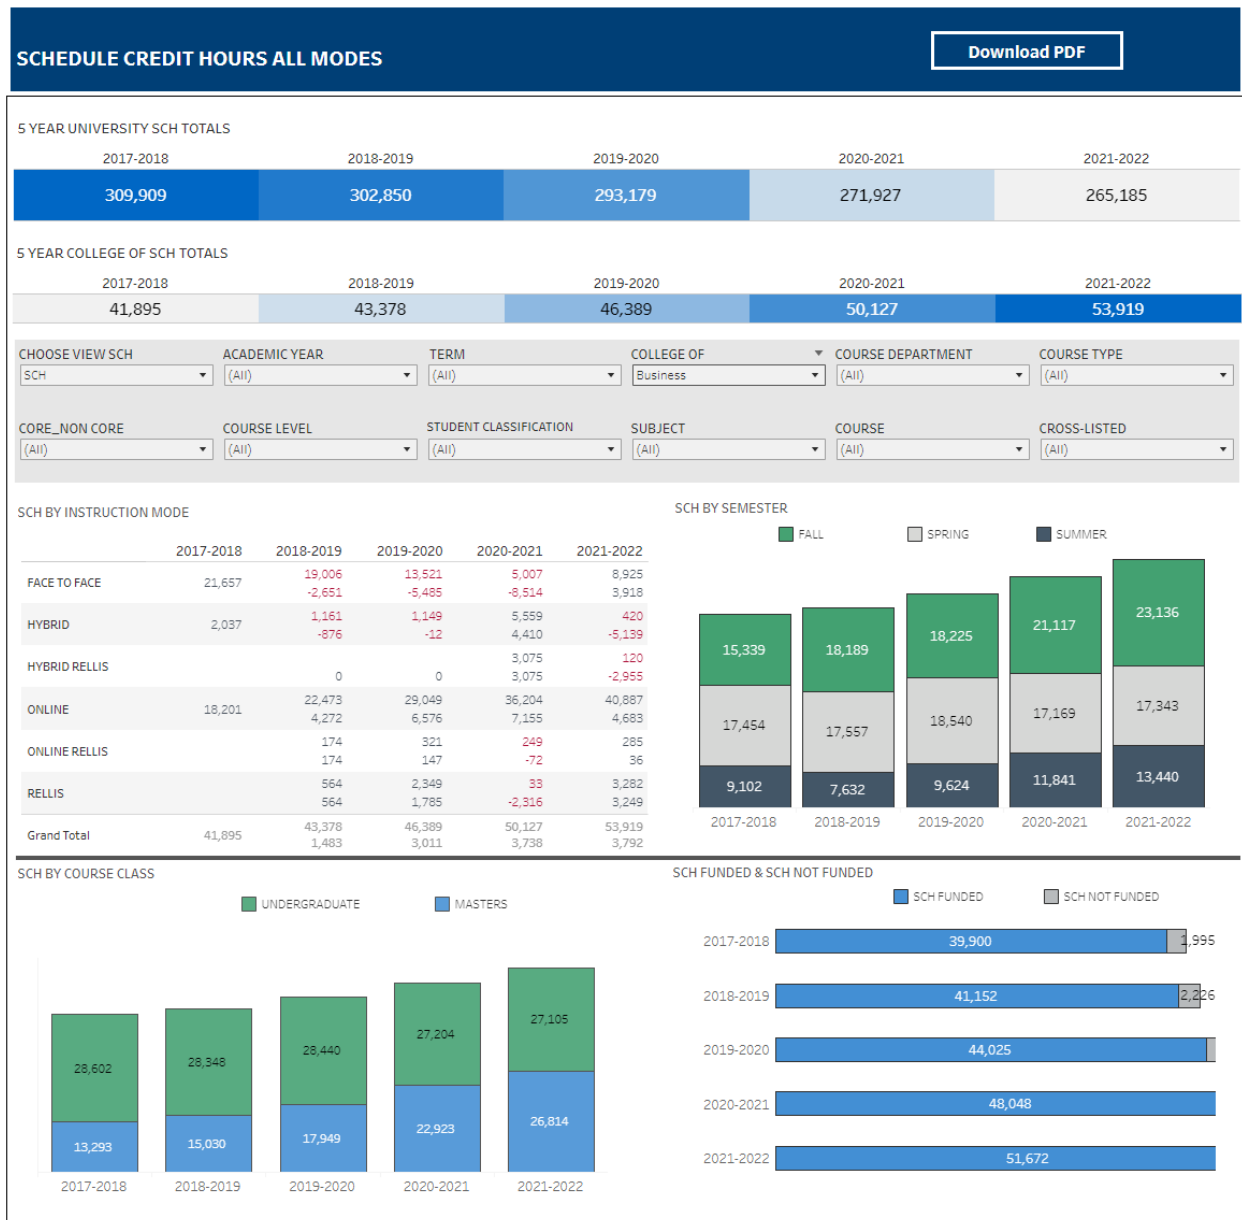 SCHEDULE CREDIT HOURS ALL MODES
Download PDF
5 YEAR UNIVERSITY SCH TOTALS
2017-2018 2018-2019 2019-2020 2020-2021 2021-2022
309,909 302,850 293,179 271,927 265,185
5 YEAR COLLEGE OF SCH TOTALS
2017-2018 2018-2019 2019-2020 2020-2021 2021-2022
41,895 43,378 46,389 50,127 53,919
CHOOSE VIEW SCH ACADEMIC YEAR TERM COLLEGE OF COURSE DEPARTMENT COURSE TYPE
SCH (All) (All) Business (All) (All)
CORE_NON CORE COURSE LEVEL STUDENT CLASSIFICATION SUBJECT COURSE CROSS-LISTED
(All) (All) (All) (All) (All) (All)
SCH BY INSTRUCTION MODE
2017-2018 2018-2019 2019-2020 2020-2021 2021-2022
FACE TO FACE 21,657 19,006 13,521 5,007 8,925
-2,651 -5,485 -8,514 3,918
HYBRID 2,037 1,161 1,149 5,559 420
-876 -12 4,410 -5,139
HYBRID RELLIS 3,075 120
0 0 3,075 -2,955
ONLINE 18,201 22,473 29,049 36,204 40,887
4,272 6,576 7,155 4,683
ONLINE RELLIS 174 321 249 285
174 147 -72 36
RELLIS 564 2,349 33 3,282
564 1,785 -2,316 3,249
Grand Total 41,895 43,378 46,389 50,127 53,919
1,483 3,011 3,738 3,792
SCH BY SEMESTER
FALL SPRING SUMMER
15,339 18,189 18,225 21,117 23,136
17,454 17,557 18,540 17,169 17,343
9,102 7,632 9,624 11,841 13,440
2017-2018 2018-2019 2019-2020 2020-2021 2021-2022
SCH BY COURSE CLASS
UNDERGRADUATE MASTERS
28,602 28,348 28,440 27,204 27,105
13,293 15,030 17,949 22,923 26,814
2017-2018 2018-2019 2019-2020 2020-2021 2021-2022
SCH FUNDED & SCH NOT FUNDED
SCH FUNDED SCH NOT FUNDED
2017-2018 39,900 1,995
2018-2019 41,152 2,226
2019-2020 44,025
2020-2021 48,048
2021-2022 51,672